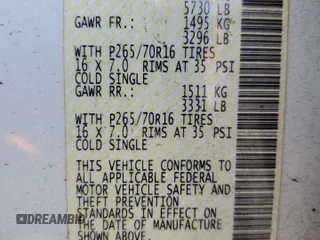 5730 LB
GAWR FR.: 1495 KG
3296 LB
WITH P265/70R16 TIRES
16 X 7.0 RIMS AT 35 PSI
COLD SINGLE
GAWR RR.: 1511 KG
3331 LB
WITH P265/70R16 TIRES
16 X 7.0 RIMS AT 35 PSI
COLD SINGLE
THIS VEHICLE CONFORMS TO
ALL APPLICABLE FEDERAL
MOTOR VEHICLE SAFETY AND
THEFT PREVENTION
STANDARDS IN EFFECT ON
THE DATE OF MANUFACTURE
SHOWN ABOVE.
DREAMBID